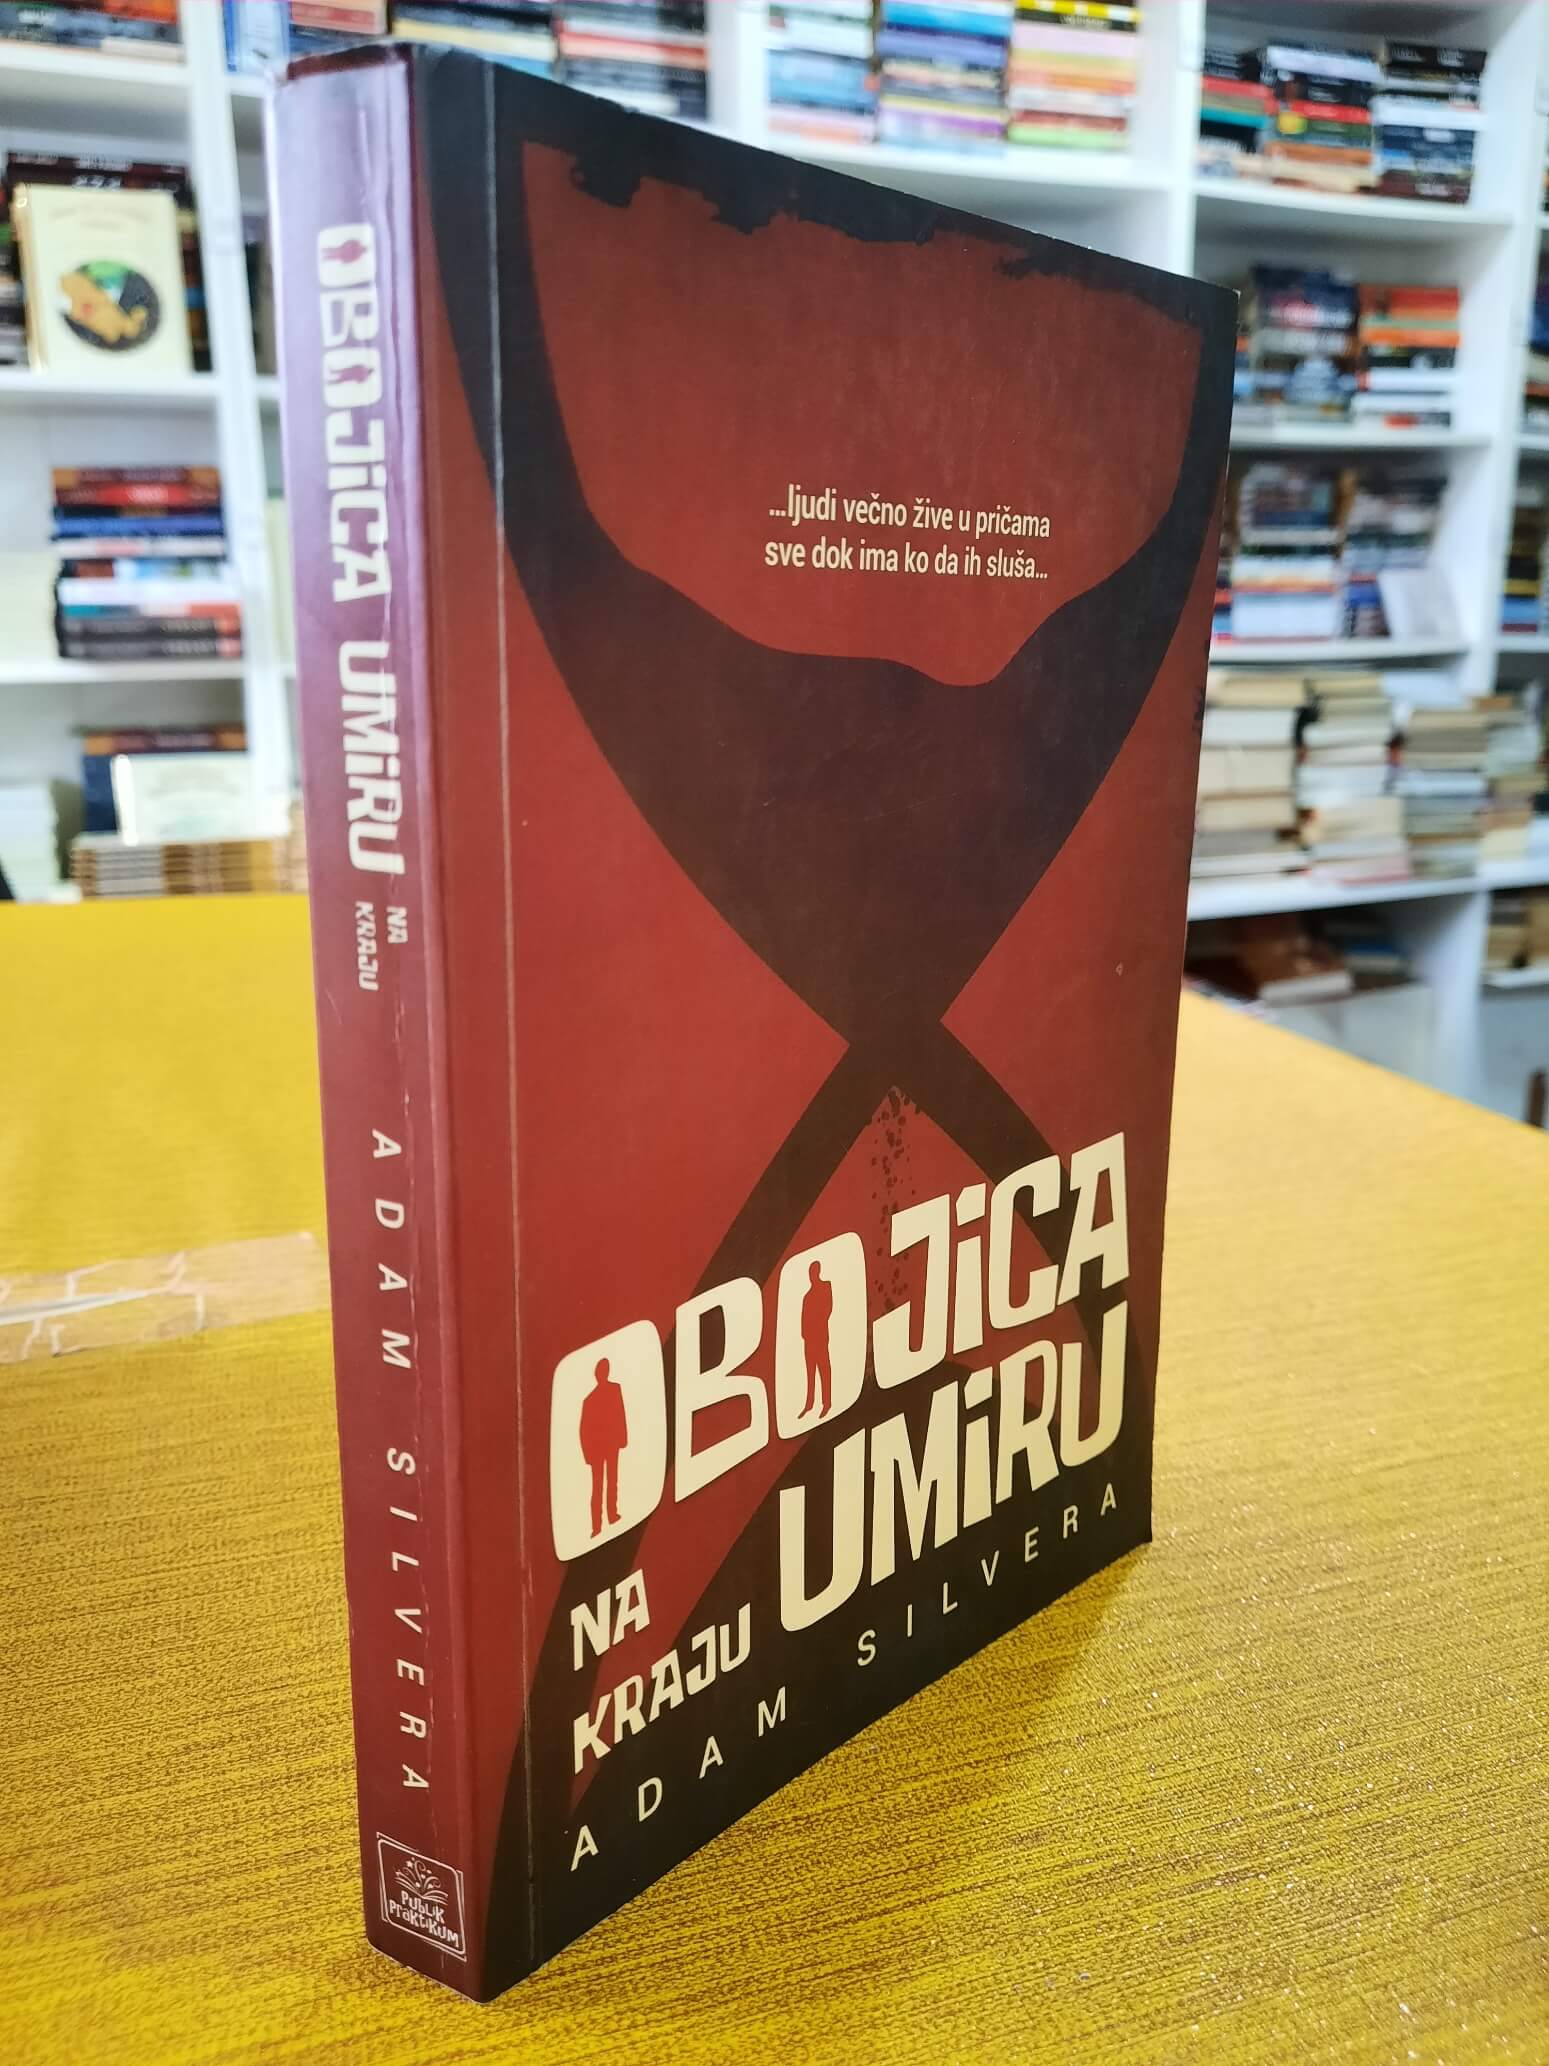 OBOJiCA UMiRU
NA
KRAJU
ADAM SILVERA
PUBLiK
PRaKTiKUM
...ljudi večno žive u pričama
sve dok ima ko da ih sluša...
OBOJiCA
UMiRU
NA
KRAJU
ADAM SILVERA